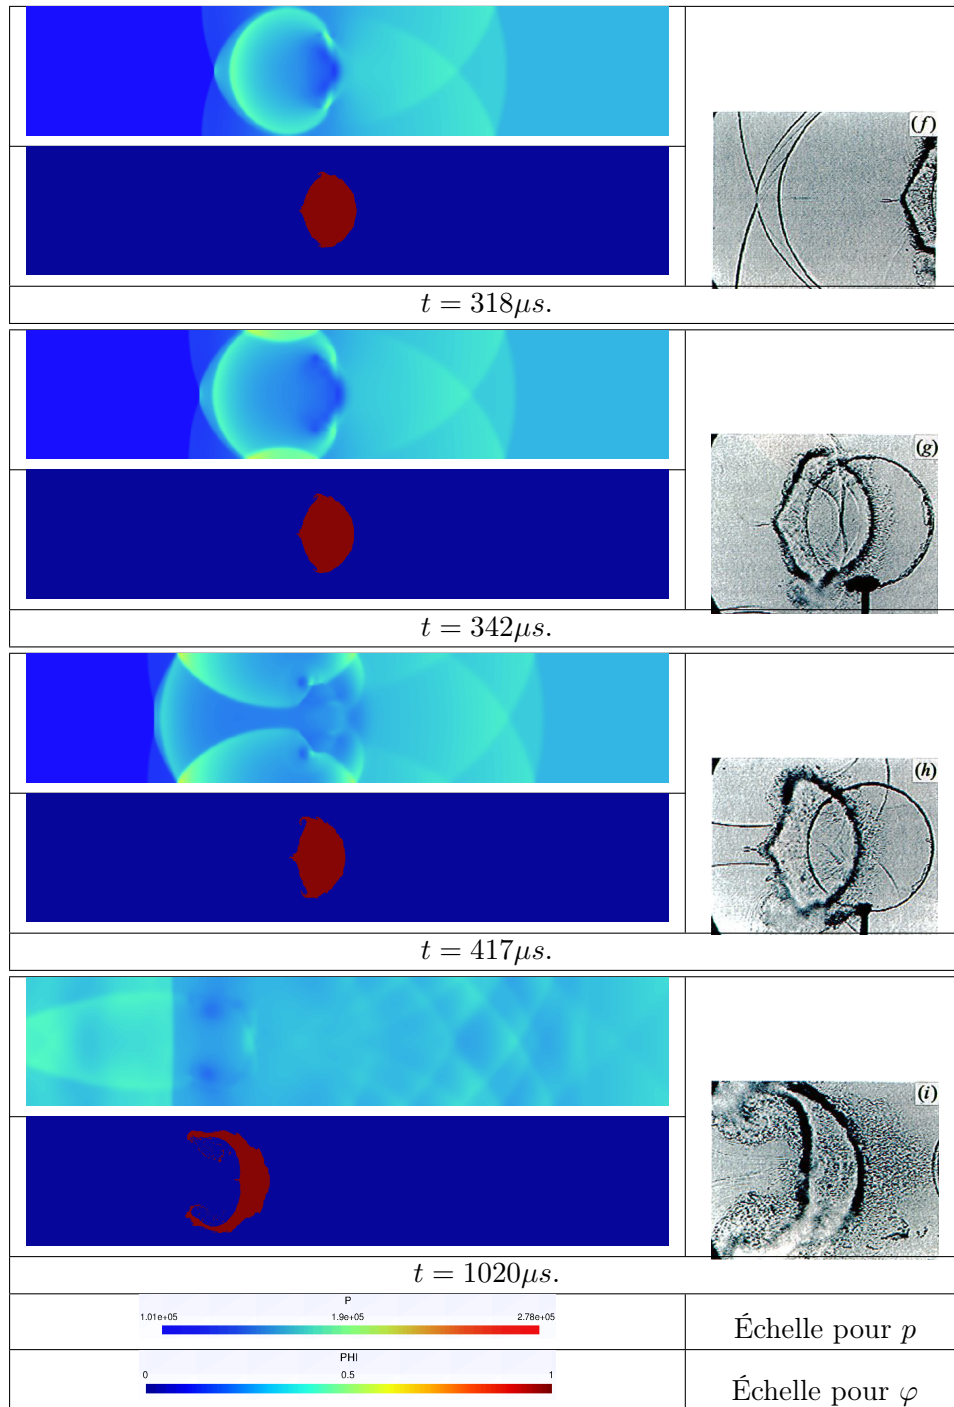 (f)
t = 318μs.
(g)
t = 342μs.
(h)
t = 417μs.
(i)
t = 1020μs.
P
1.01e+05 1.9e+05 2.78e+05
Échelle pour p
PHI
0 0.5 1
Échelle pour φ